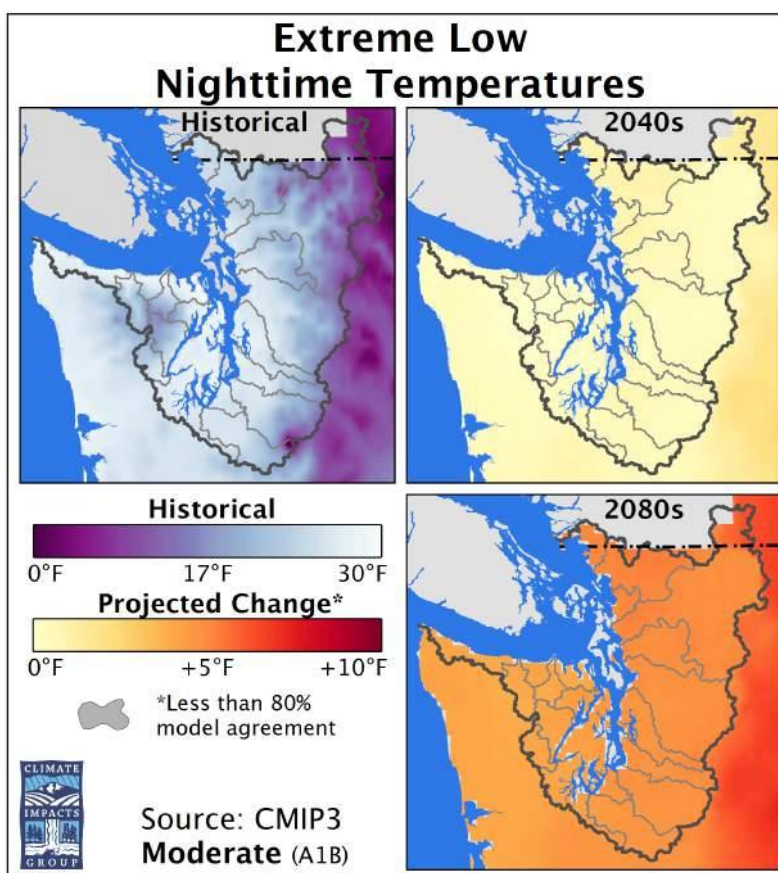 Extreme Low
Nighttime Temperatures
Historical
2040s
Historical
0°F 17°F 30°F
Projected Change*
0°F +5°F +10°F
*Less than 80%
model agreement
2080s
CLIMATE
IMPACTS
GROUP
Source: CMIP3
Moderate (A1B)